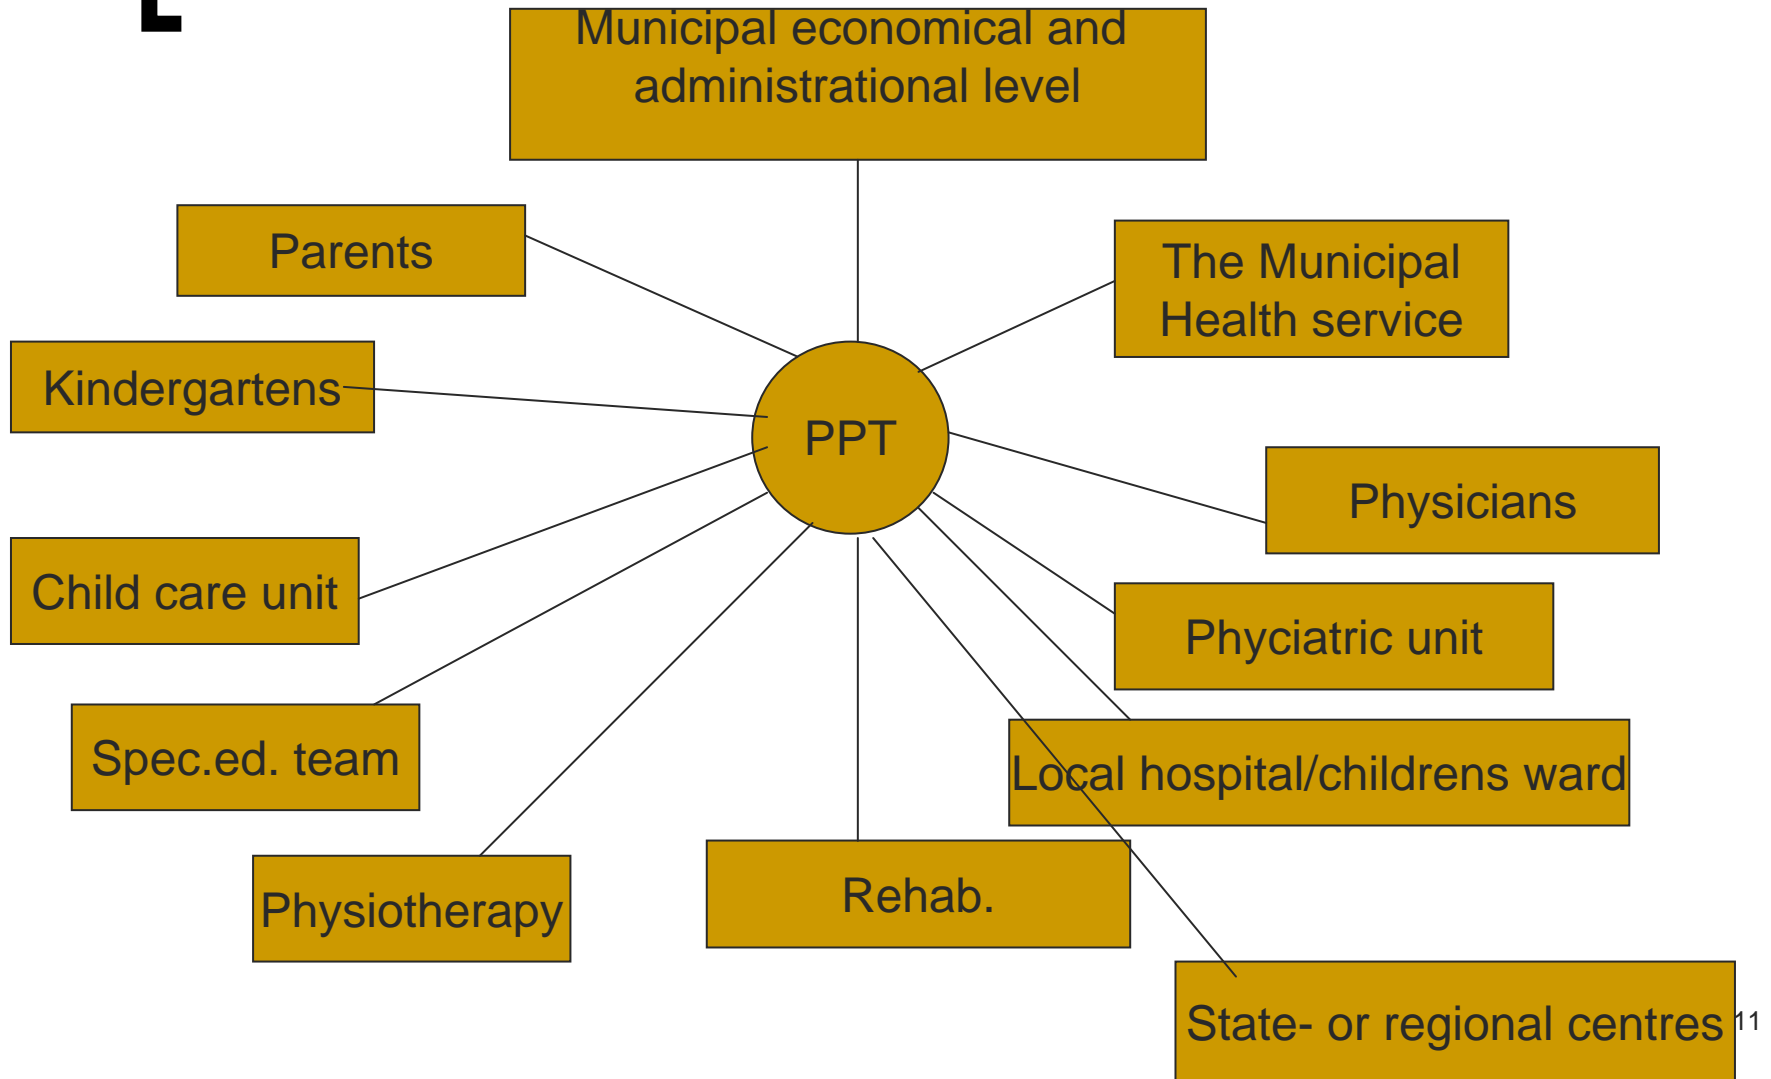 Municipal economical and
administrational level
Parents
The Municipal
Health service
Kindergartens
PPT
Physicians
Child care unit
Phyciatric unit
Spec.ed. team
Local hospital/childrens ward
Physiotherapy
Rehab.
State- or regional centres
11